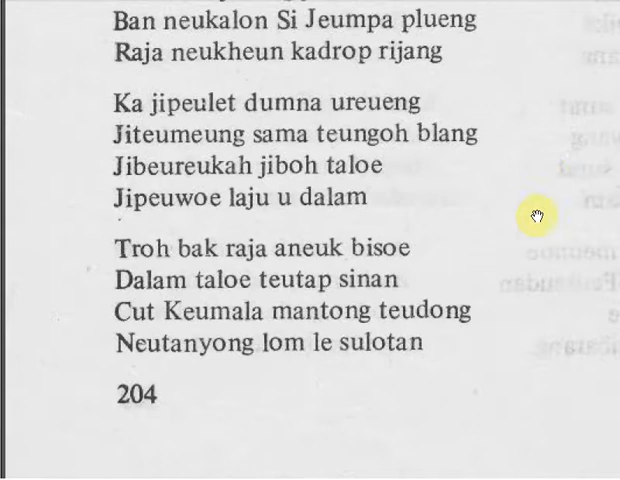 Ban neukalon Si Jeumpa plueng
Raja neukheun kadrop rijang
Ka jipeulet dumna ureueng
Jiteumeung sama teungoh blang
Jibeureukah jiboh taloe
Jipeuwoe laju u dalam
Troh bak raja aneuk bisoe
Dalam taloe teutap sinan
Cut Keumala mantong teudong
Neutanyong lom le sulotan
204